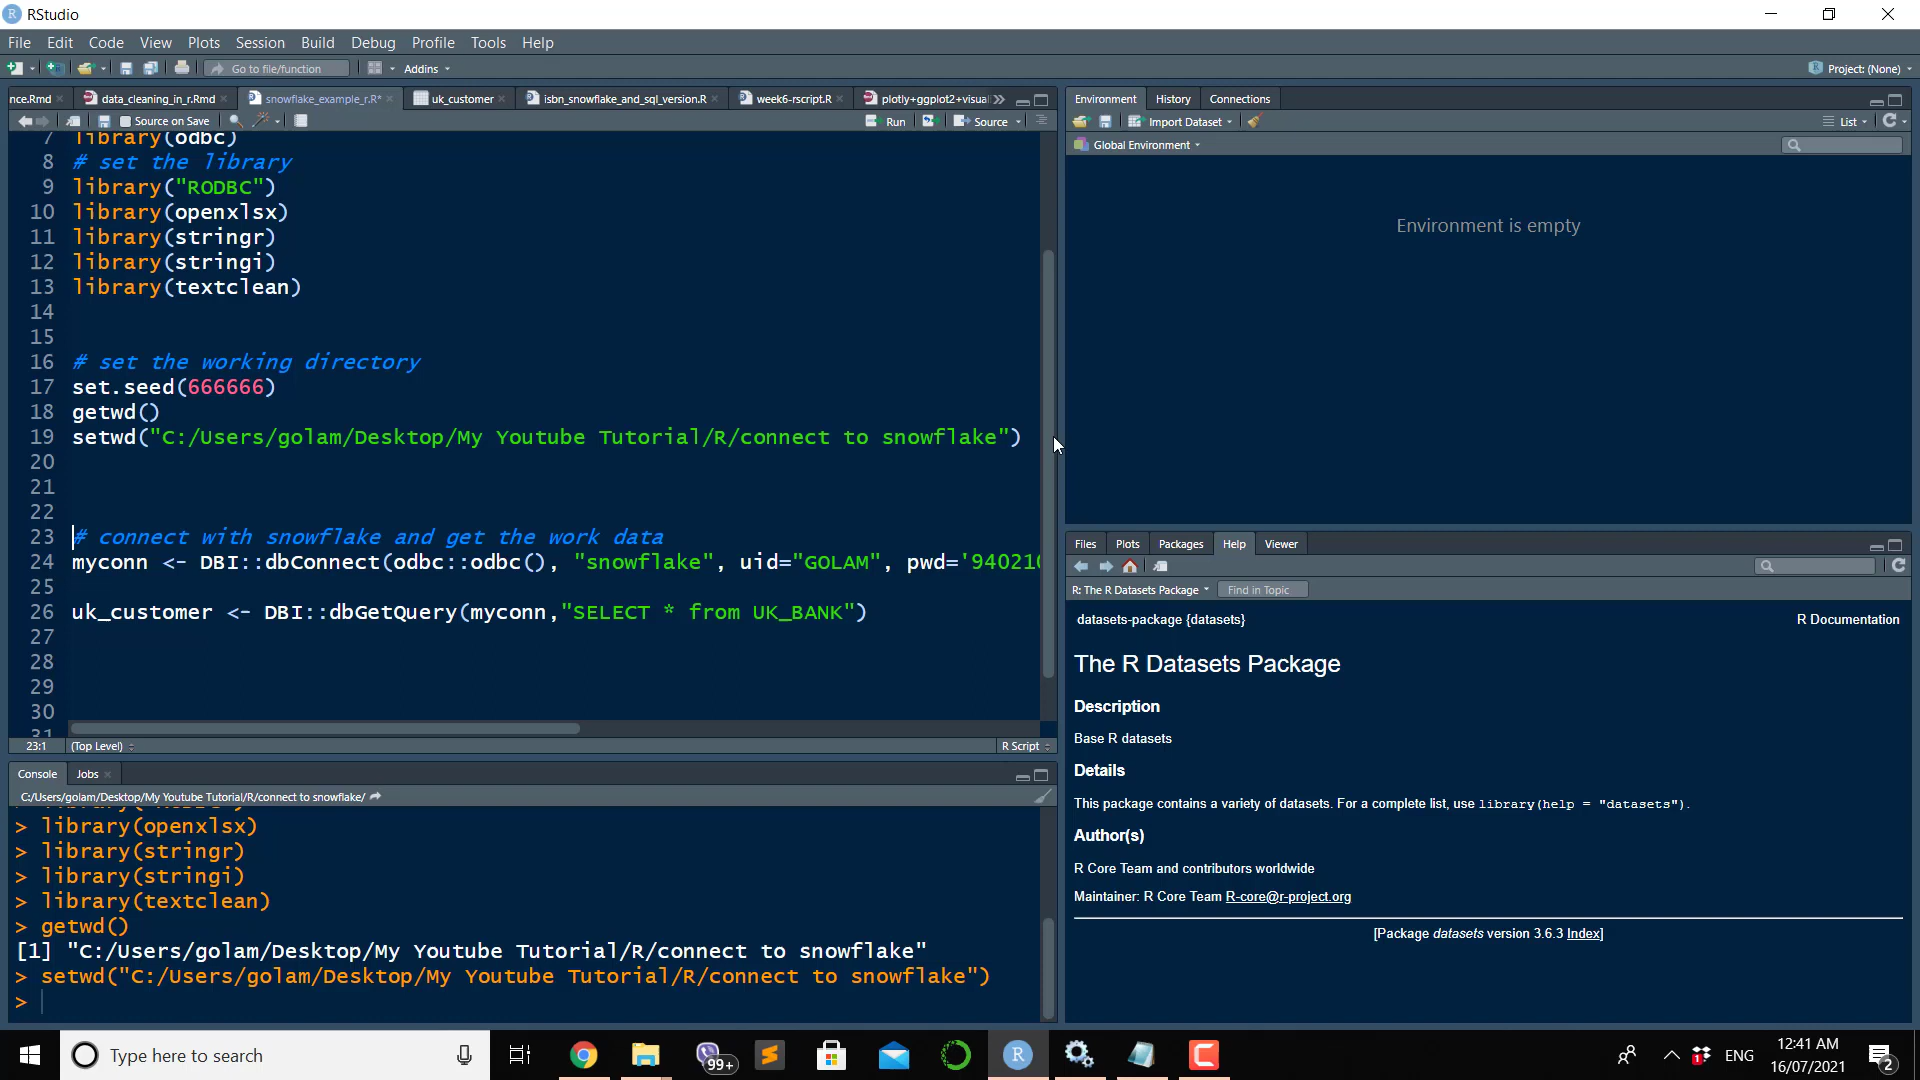 RStudio
File Edit Code View Plots Session Build Debug Profile Tools Help
Go to file/function Addins Project: (None)
nce.Rmd data_cleaning_in_r.Rmd snowflake_example_r.R* uk_customer isbn_snowflake_and_sql_version.R week6-rscript.R plotly+ggplot2+visual
Source on Save Run Source
7 library(odbc)
8 # set the library
9 library("RODBC")
10 library(openxlsx)
11 library(stringr)
12 library(stringi)
13 library(textclean)
14
15
16 # set the working directory
17 set.seed(666666)
18 getwd()
19 setwd("C:/Users/golam/Desktop/My Youtube Tutorial/R/connect to snowflake")
20
21
22
23 # connect with snowflake and get the work data
24 myconn <- DBI::dbConnect(odbc::odbc(), "snowflake", uid="GOLAM", pwd='94021
25
26 uk_customer <- DBI::dbGetQuery(myconn,"SELECT * from UK_BANK")
27
28
29
30
31
23:1 (Top Level) R Script
Console Jobs
C:/Users/golam/Desktop/My Youtube Tutorial/R/connect to snowflake/
> library(openxlsx)
> library(stringr)
> library(stringi)
> library(textclean)
> getwd()
[1] "C:/Users/golam/Desktop/My Youtube Tutorial/R/connect to snowflake"
> setwd("C:/Users/golam/Desktop/My Youtube Tutorial/R/connect to snowflake")
>
Environment History Connections
Import Dataset List
Global Environment
Environment is empty
Files Plots Packages Help Viewer
R: The R Datasets Package Find in Topic
datasets-package {datasets} R Documentation
The R Datasets Package
Description
Base R datasets
Details
This package contains a variety of datasets. For a complete list, use library(help = "datasets").
Author(s)
R Core Team and contributors worldwide
Maintainer: R Core Team R-core@r-project.org
[Package datasets version 3.6.3 Index]
Type here to search
99+
R
1
ENG
12:41 AM
16/07/2021
2